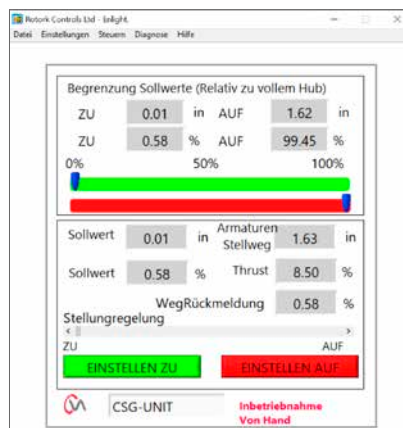 Rotork Controls Ltd - Enlight.
Datei Einstellungen Steuern Diagnose Hilfe
Begrenzung Sollwerte (Relativ zu vollem Hub)
ZU 0.01 in AUF 1.62 in
ZU 0.58 % AUF 99.45 %
0% 50% 100%
Sollwert 0.01 in Armaturen Stellweg 1.63 in
Sollwert 0.58 % Thrust 8.50 %
WegRückmeldung 0.58 %
Stellungregelung
ZU AUF
EINSTELLEN ZU EINSTELLEN AUF
CSG-UNIT Inbetriebnahme
Von Hand